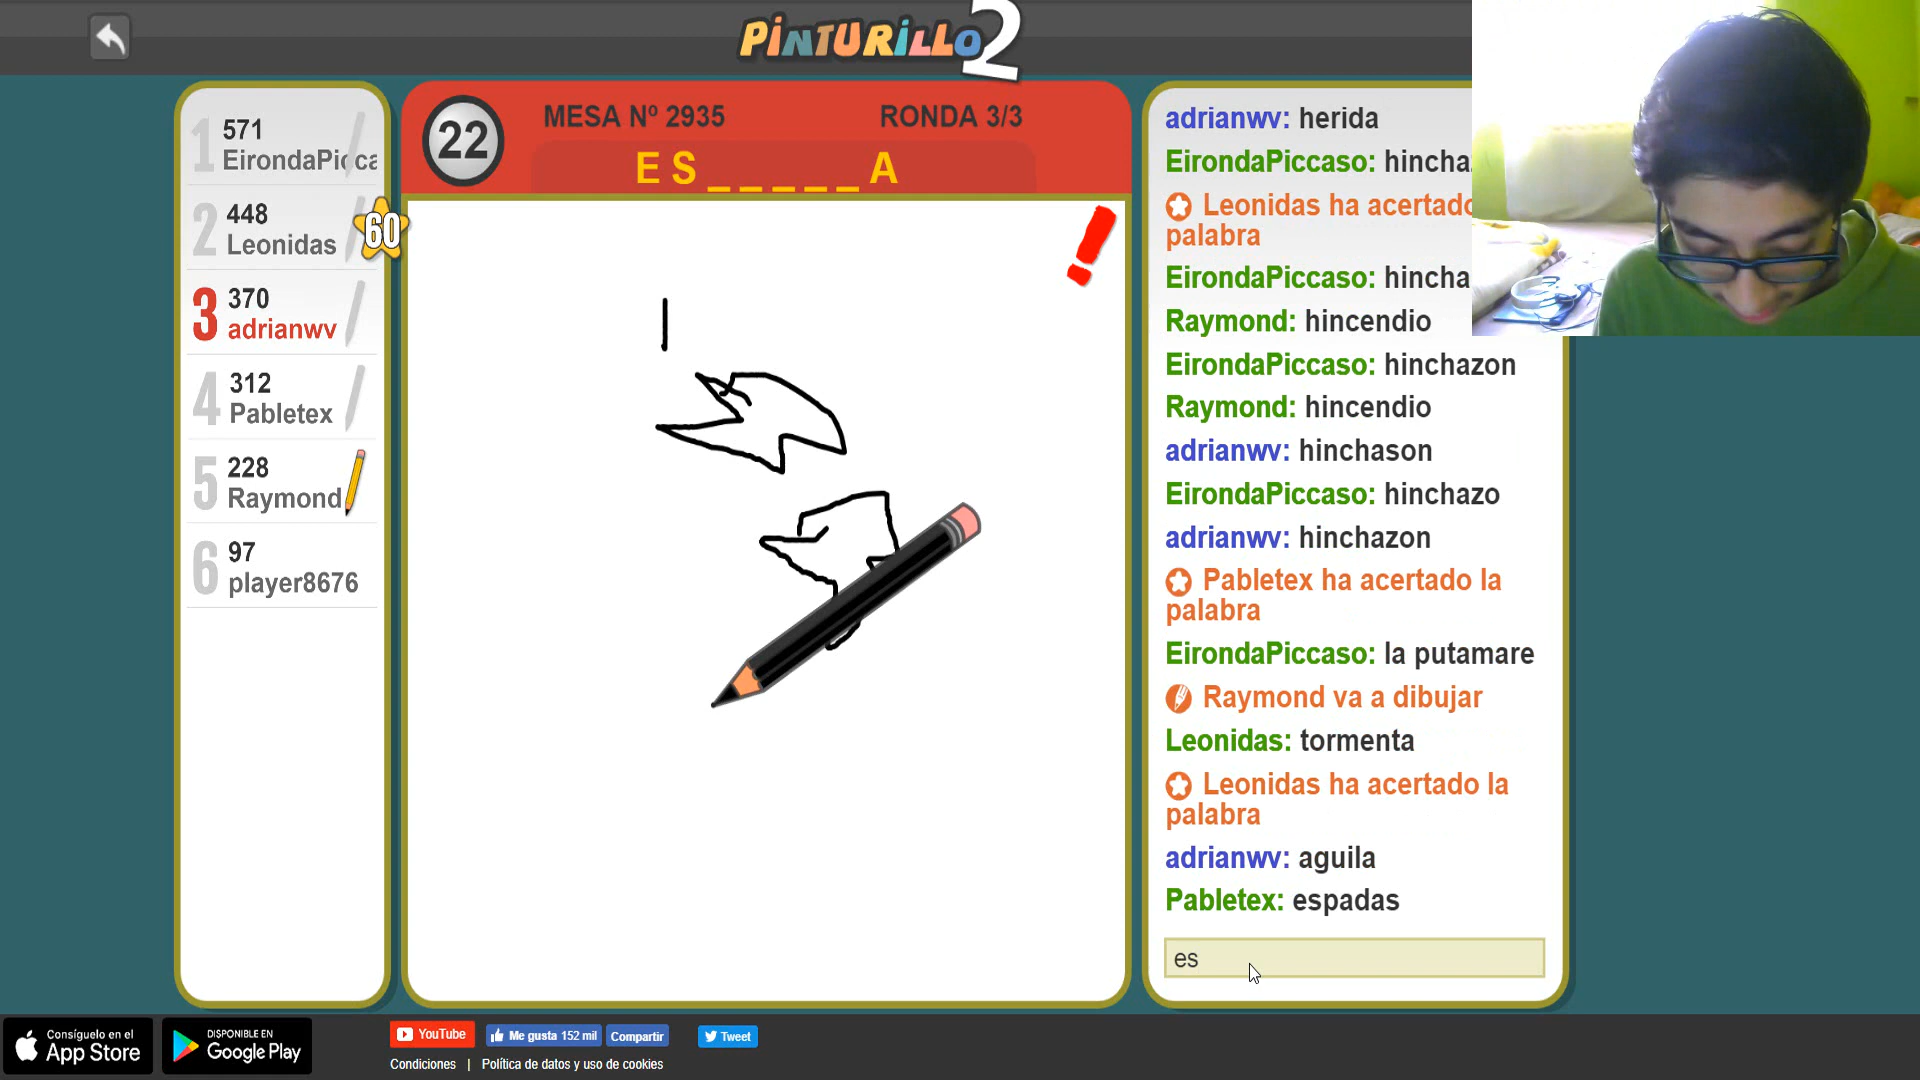 PINTURILLO 2
1 571
EirondaPicca
2 448
Leonidas
60
3 370
adrianwv
4 312
Pabletex
5 228
Raymond
6 97
player8676
22
MESA Nº 2935
RONDA 3/3
E S _ _ _ _ _ A
adrianwv: herida
EirondaPiccaso: hincha
Leonidas ha acertado
palabra
EirondaPiccaso: hincha
Raymond: hincendio
EirondaPiccaso: hinchazon
Raymond: hincendio
adrianwv: hinchason
EirondaPiccaso: hinchazo
adrianwv: hinchazon
Pabletex ha acertado la
palabra
EirondaPiccaso: la putamare
Raymond va a dibujar
Leonidas: tormenta
Leonidas ha acertado la
palabra
adrianwv: aguila
Pabletex: espadas
es
Consíguelo en el
App Store
DISPONIBLE EN
Google Play
YouTube
Me gusta 152 mil
Compartir
Tweet
Condiciones | Política de datos y uso de cookies